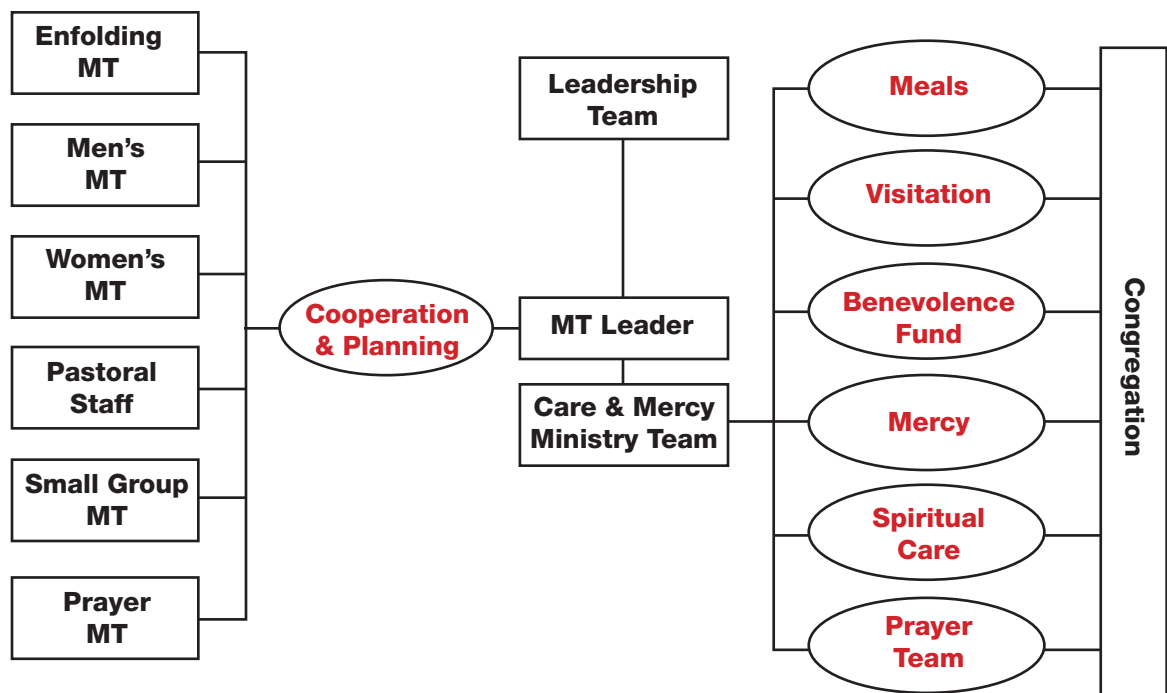 Enfolding
MT
Men's
MT
Women's
MT
Pastoral
Staff
Small Group
MT
Prayer
MT
Cooperation
& Planning
Leadership
Team
MT Leader
Care & Mercy
Ministry Team
Meals
Visitation
Benevolence
Fund
Mercy
Spiritual
Care
Prayer
Team
Congregation